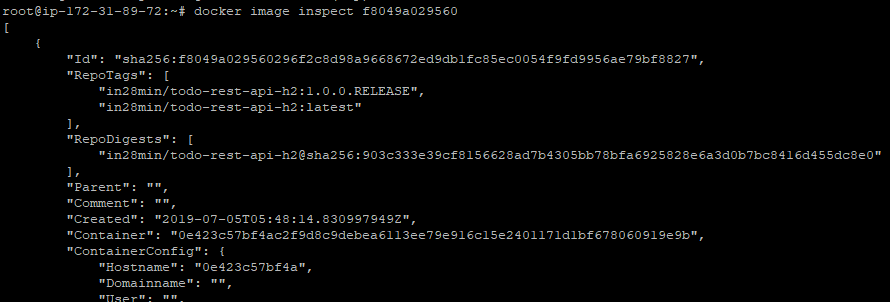 root@ip-172-31-89-72:~# docker image inspect f8049a029560
[
    {
        "Id": "sha256:f8049a029560296f2c8d98a9668672ed9db1fc85ec0054f9fd9956ae79bf8827",
        "RepoTags": [
            "in28min/todo-rest-api-h2:1.0.0.RELEASE",
            "in28min/todo-rest-api-h2:latest"
        ],
        "RepoDigests": [
            "in28min/todo-rest-api-h2@sha256:903c333e39cf8156628ad7b4305bb78bfa6925828e6a3d0b7bc8416d455dc8e0"
        ],
        "Parent": "",
        "Comment": "",
        "Created": "2019-07-05T05:48:14.830997949Z",
        "Container": "0e423c57bf4ac2f9d8c9debea6113ee79e916c15e2401171d1bf678060919e9b",
        "ContainerConfig": {
            "Hostname": "0e423c57bf4a",
            "Domainname": "",
            "User": "",